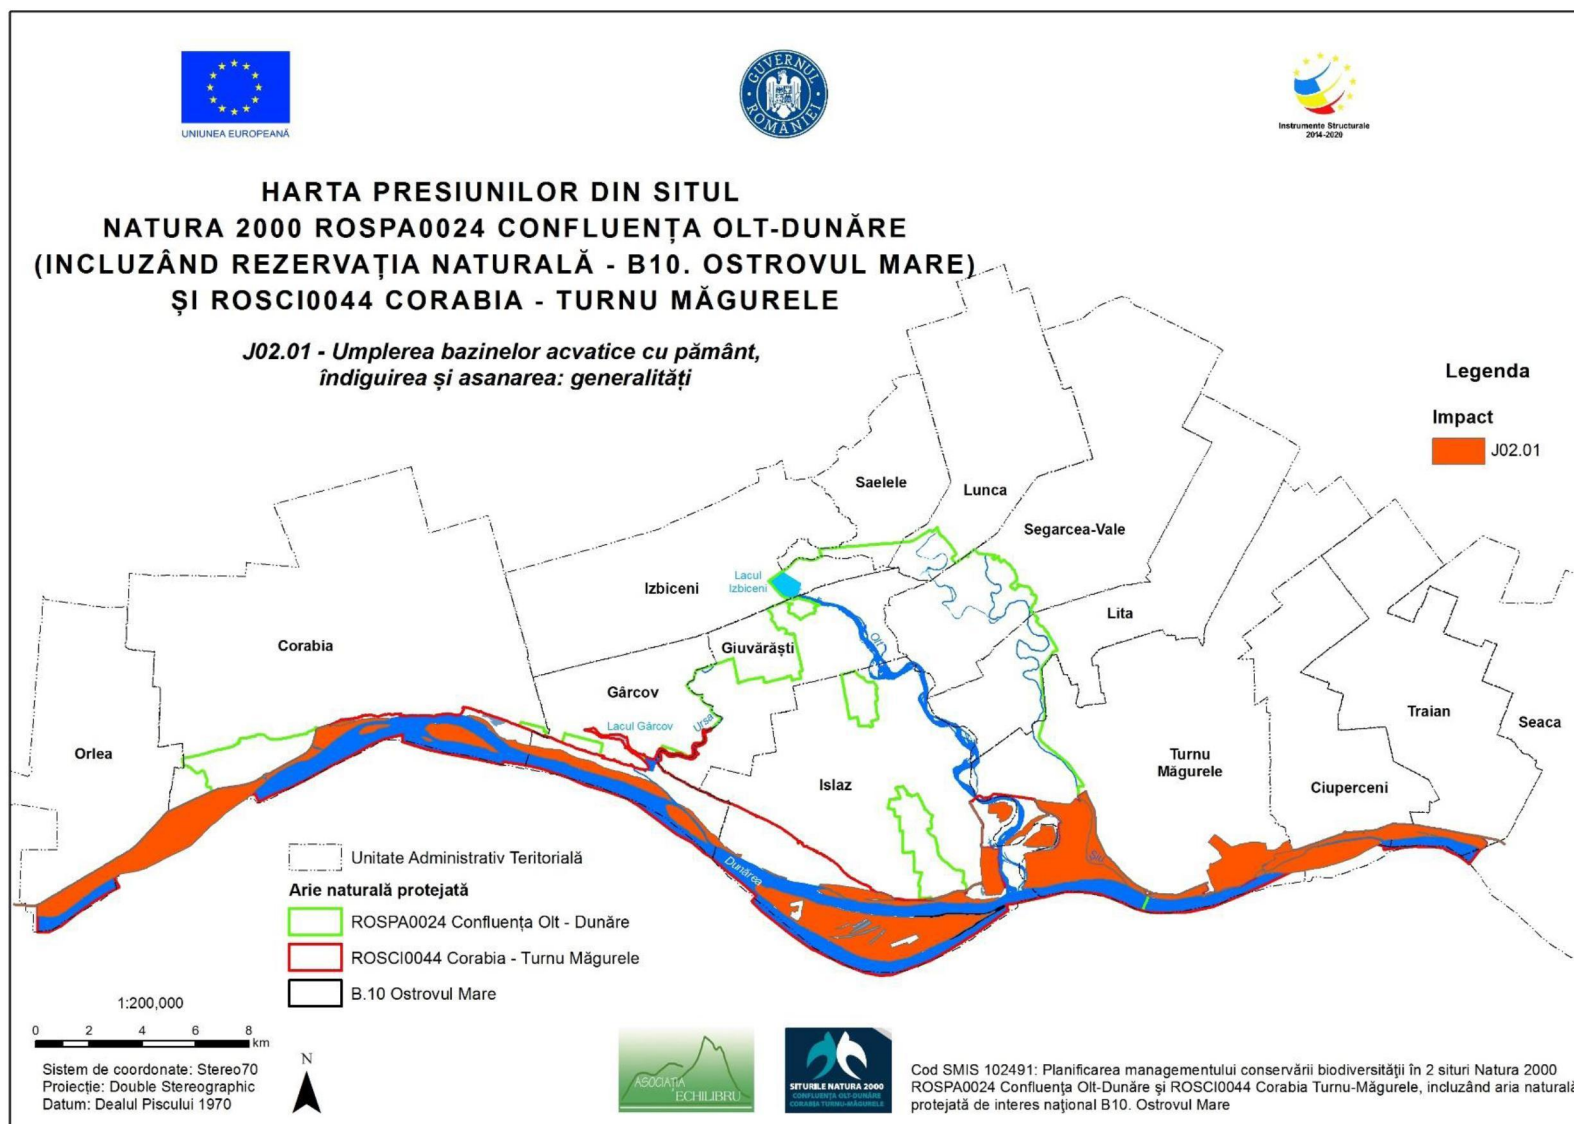 UNIUNEA EUROPEANĂ
GUVERNUL ROMÂNIEI
Instrumente Structurale
2014-2020
HARTA PRESIUNILOR DIN SITUL
NATURA 2000 ROSPA0024 CONFLUENȚA OLT-DUNĂRE
(INCLUZÂND REZERVAȚIA NATURALĂ - B10. OSTROVUL MARE)
ȘI ROSCI0044 CORABIA - TURNU MĂGURELE
J02.01 - Umplerea bazinelor acvatice cu pământ,
îndiguirea și asanarea: generalități
Legenda
Impact
J02.01
Saelele
Lunca
Segarcea-Vale
Izbiceni
Lacul
Izbiceni
Lita
Corabia
Olt
Giuvărăști
Gârcov
Lacul Gârcov
Ursa
Traian
Seaca
Orlea
Turnu
Măgurele
Islaz
Ciuperceni
Siu
Dunărea
Unitate Administrativ Teritorială
Arie naturală protejată
ROSPA0024 Confluența Olt - Dunăre
ROSCI0044 Corabia - Turnu Măgurele
B.10 Ostrovul Mare
1:200,000
0 2 4 6 8
km
N
Sistem de coordonate: Stereo70
Proiecție: Double Stereographic
Datum: Dealul Piscului 1970
ASOCIAȚIA
ECHILIBRU
SITURILE NATURA 2000
CONFLUENȚA OLT-DUNĂRE
CORABIA TURNU-MĂGURELE
Cod SMIS 102491: Planificarea managementului conservării biodiversităţii în 2 situri Natura 2000
ROSPA0024 Confluenţa Olt-Dunăre şi ROSCI0044 Corabia Turnu-Măgurele, incluzând aria naturală
protejată de interes naţional B10. Ostrovul Mare